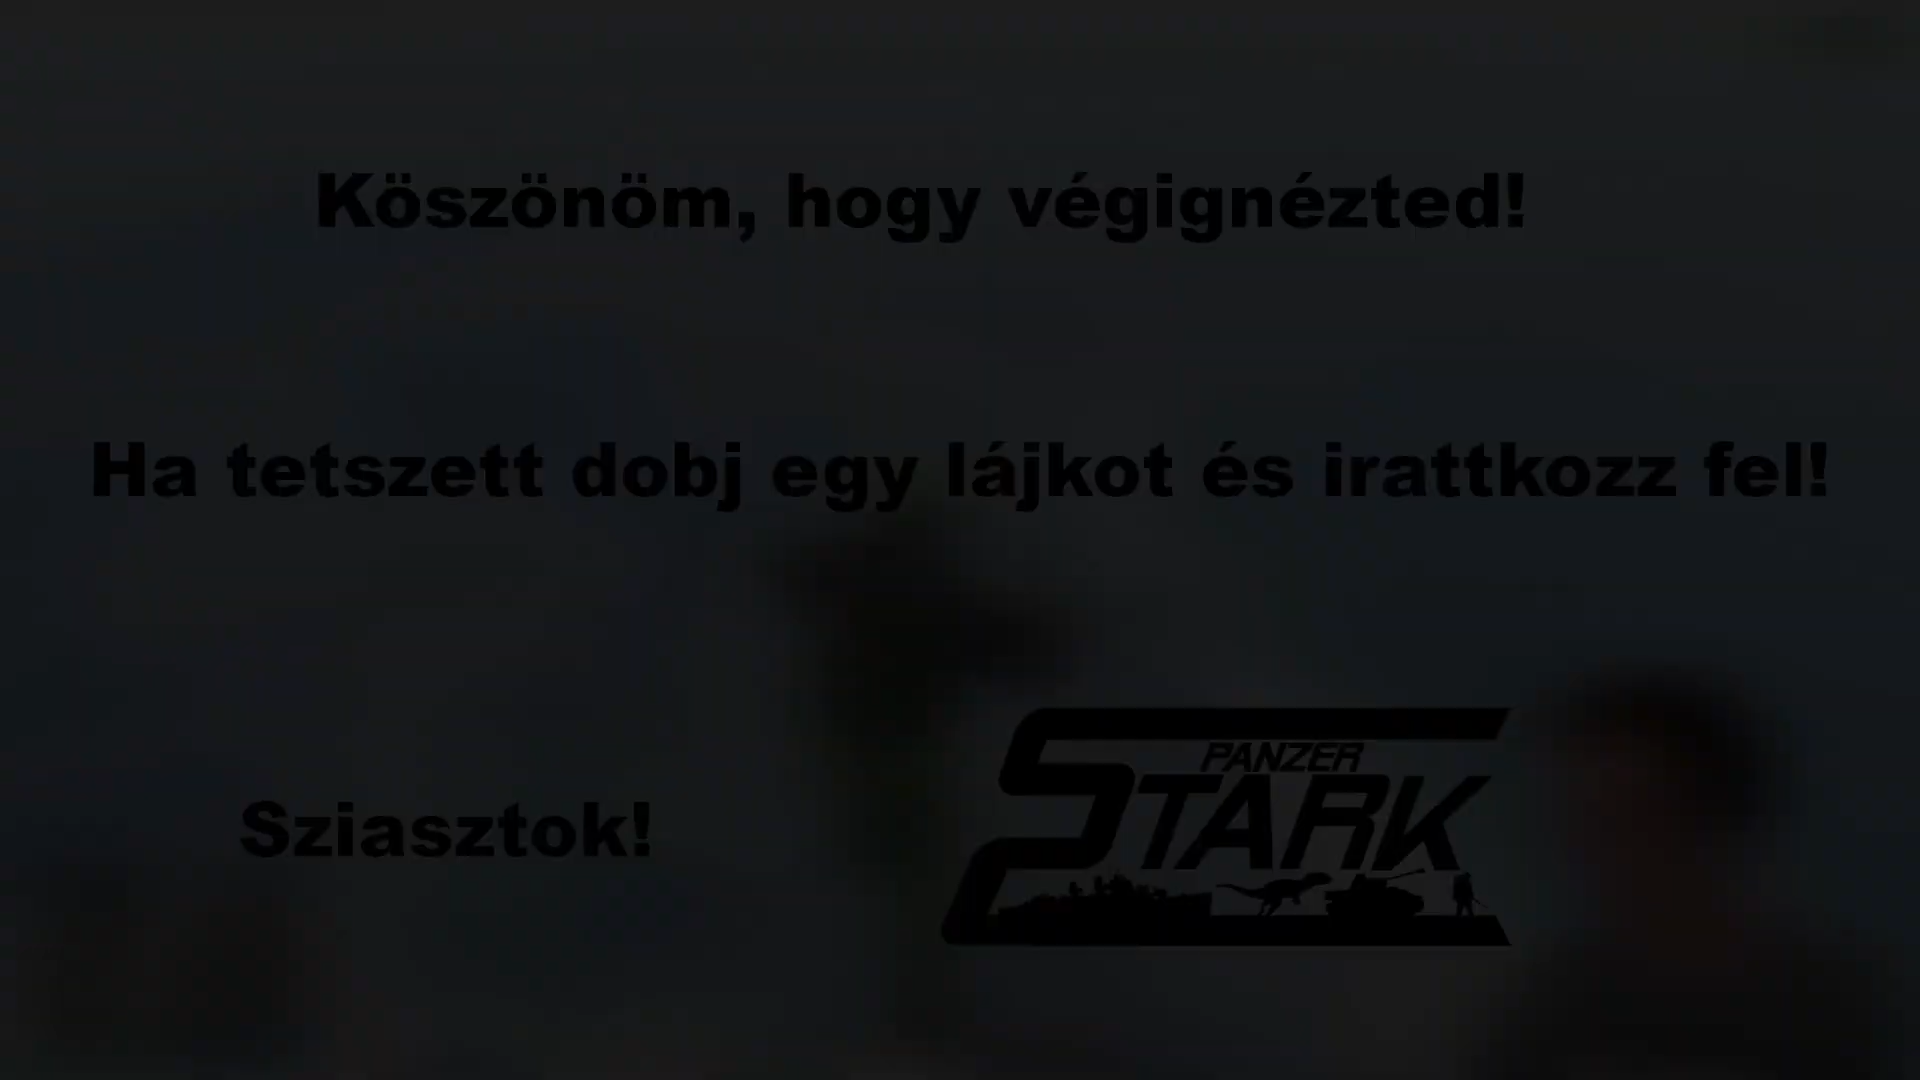 Köszönöm, hogy végignézted!
Ha tetszett dobj egy lájkot és irattkozz fel!
Sziasztok!
PANZER
STARK